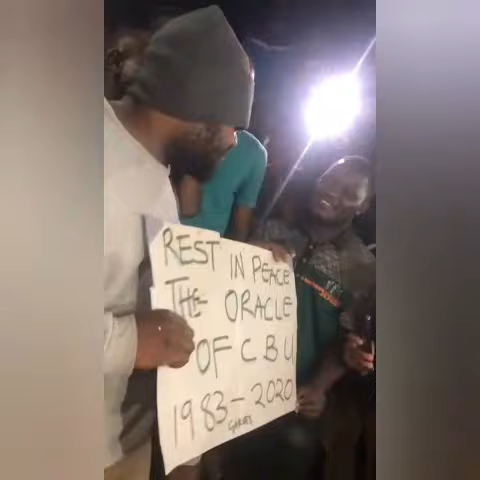 REST IN PEACE
THE ORACLE
OF CBU
1983-2020